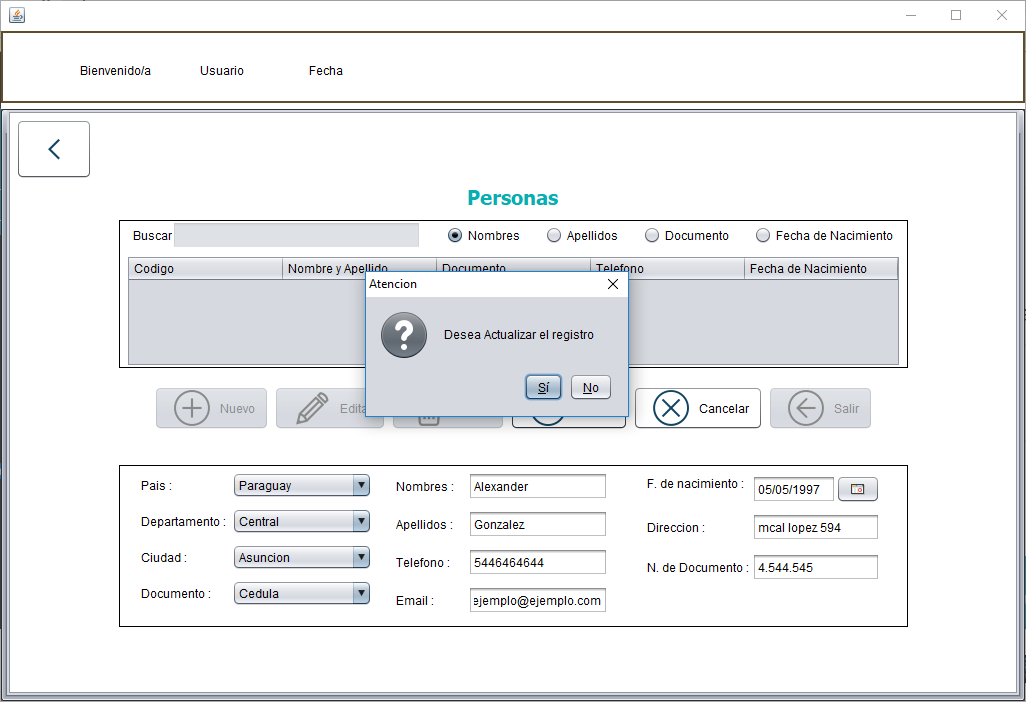 Bienvenido/a Usuario Fecha
Personas
Buscar Nombres Apellidos Documento Fecha de Nacimiento
Codigo Nombre y Apellido Documento Telefono Fecha de Nacimiento
Atencion
Desea Actualizar el registro
Sí No
Nuevo Cancelar Salir
Pais : Paraguay Nombres : Alexander F. de nacimiento : 05/05/1997
Departamento : Central Apellidos : Gonzalez Direccion : mcal lopez 594
Ciudad : Asuncion Telefono : 5446464644 N. de Documento : 4.544.545
Documento : Cedula Email : ejemplo@ejemplo.com